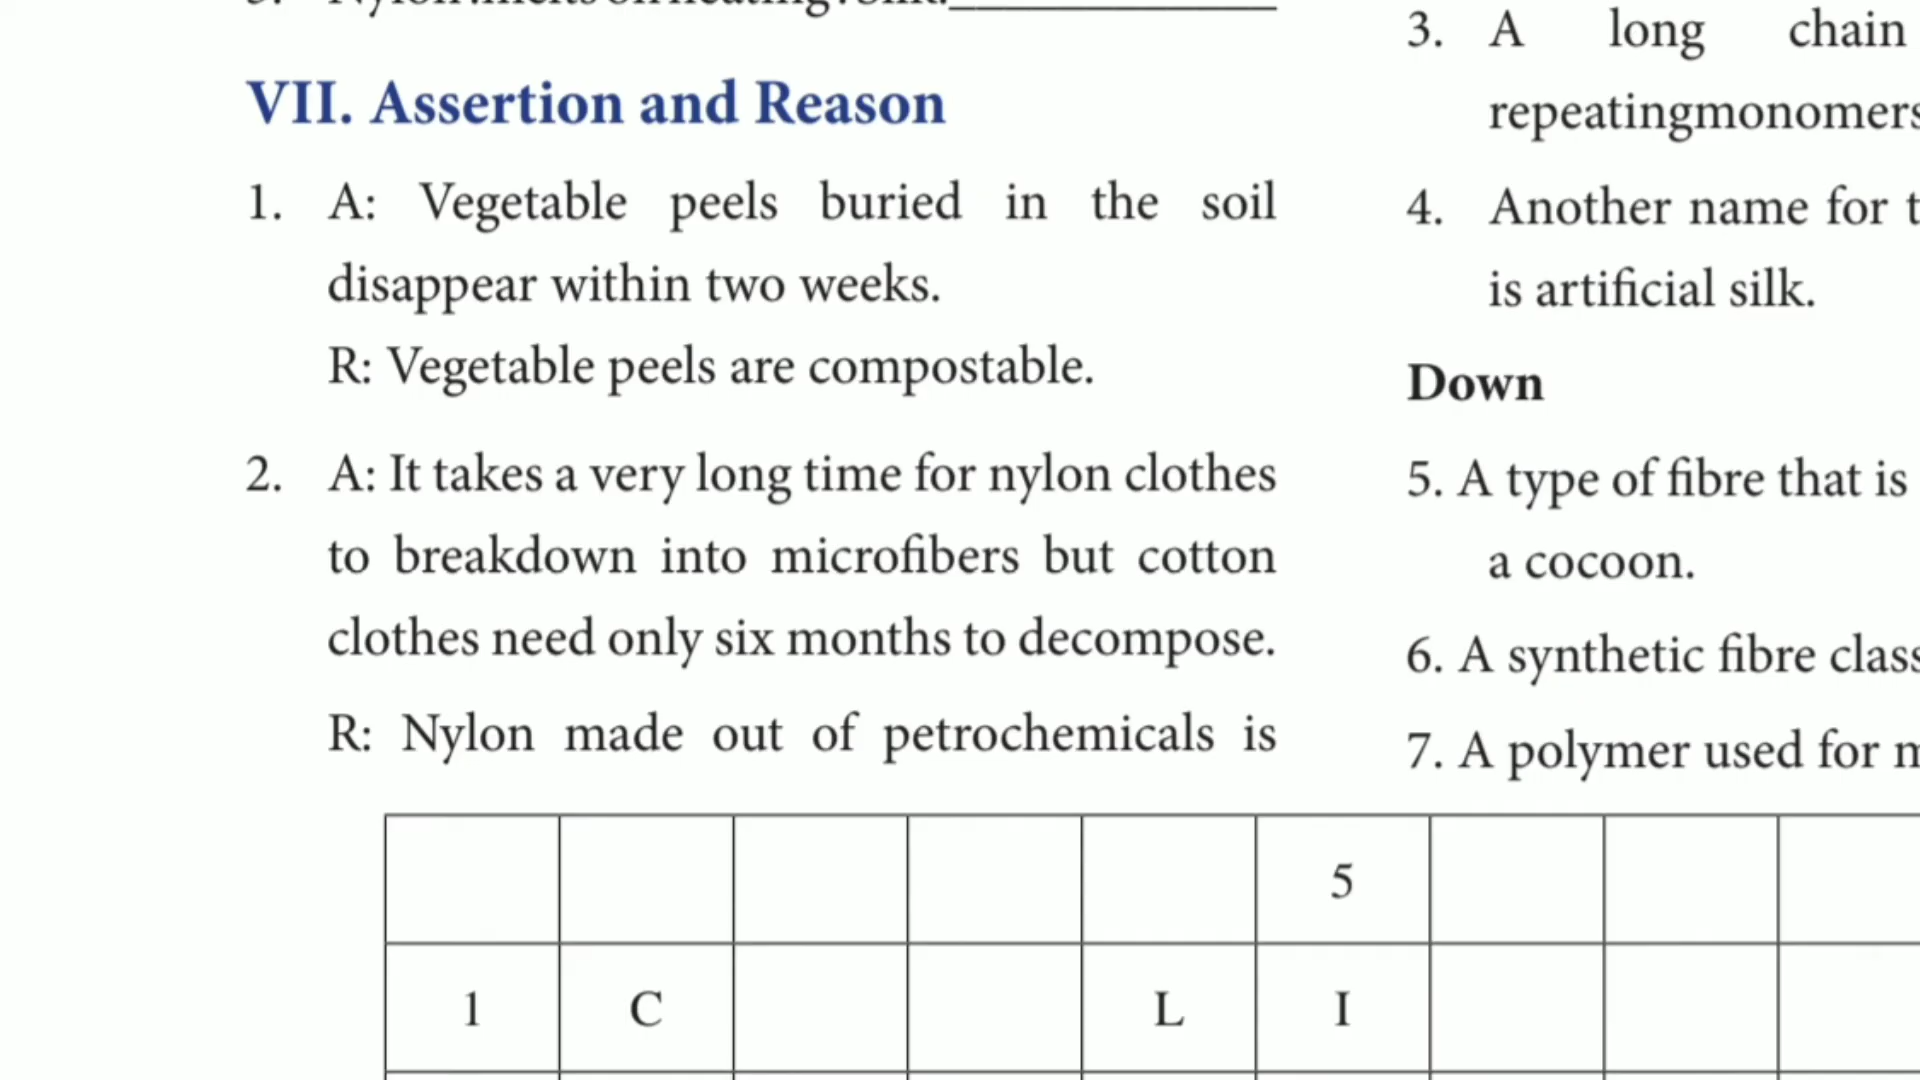 VII. Assertion and Reason
1. A: Vegetable peels buried in the soil
disappear within two weeks.
R: Vegetable peels are compostable.
2. A: It takes a very long time for nylon clothes
to breakdown into microfibers but cotton
clothes need only six months to decompose.
R: Nylon made out of petrochemicals is
3. A long chain
repeatingmonomers
4. Another name for t
is artificial silk.
Down
5. A type of fibre that is
a cocoon.
6. A synthetic fibre class
7. A polymer used for m
5
1 C L I